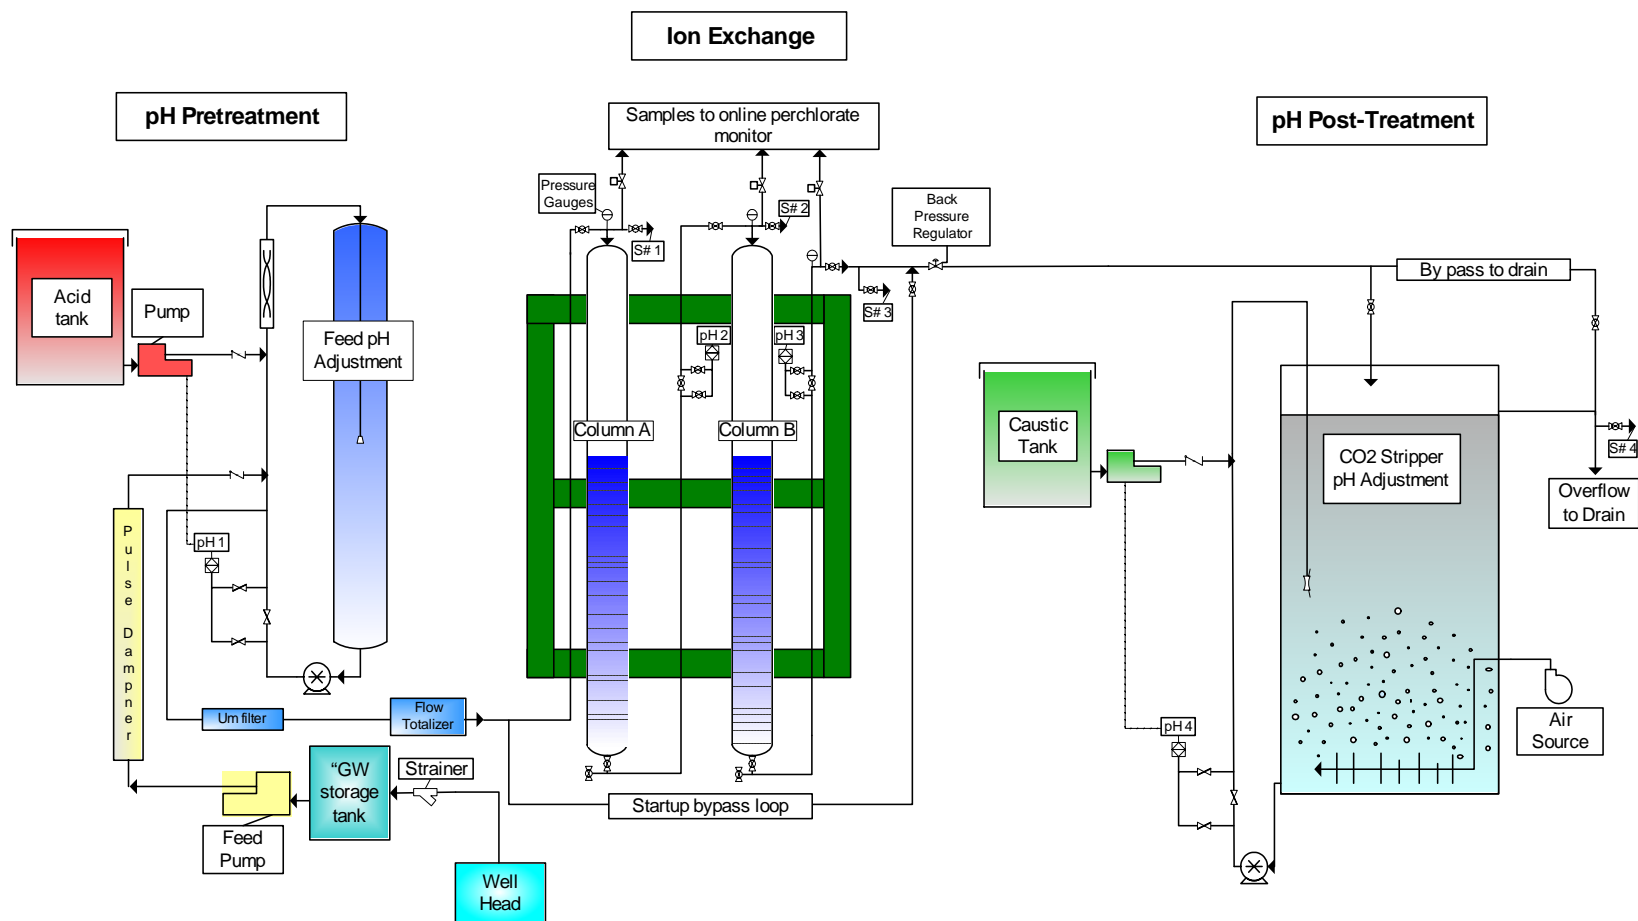 Ion Exchange
pH Pretreatment
Samples to online perchlorate
monitor
pH Post-Treatment
Pressure
Gauges
S# 1
S# 2
Back
Pressure
Regulator
S# 3
By pass to drain
Acid
tank
Pump
Feed pH
Adjustment
pH 2
pH 3
Column A
Column B
Caustic
Tank
CO2 Stripper
pH Adjustment
S# 4
Overflow
to Drain
pH 1
Pulse Dampner
Um filter
Flow
Totalizer
pH 4
Air
Source
“GW
storage
tank
Strainer
Startup bypass loop
Feed
Pump
Well
Head